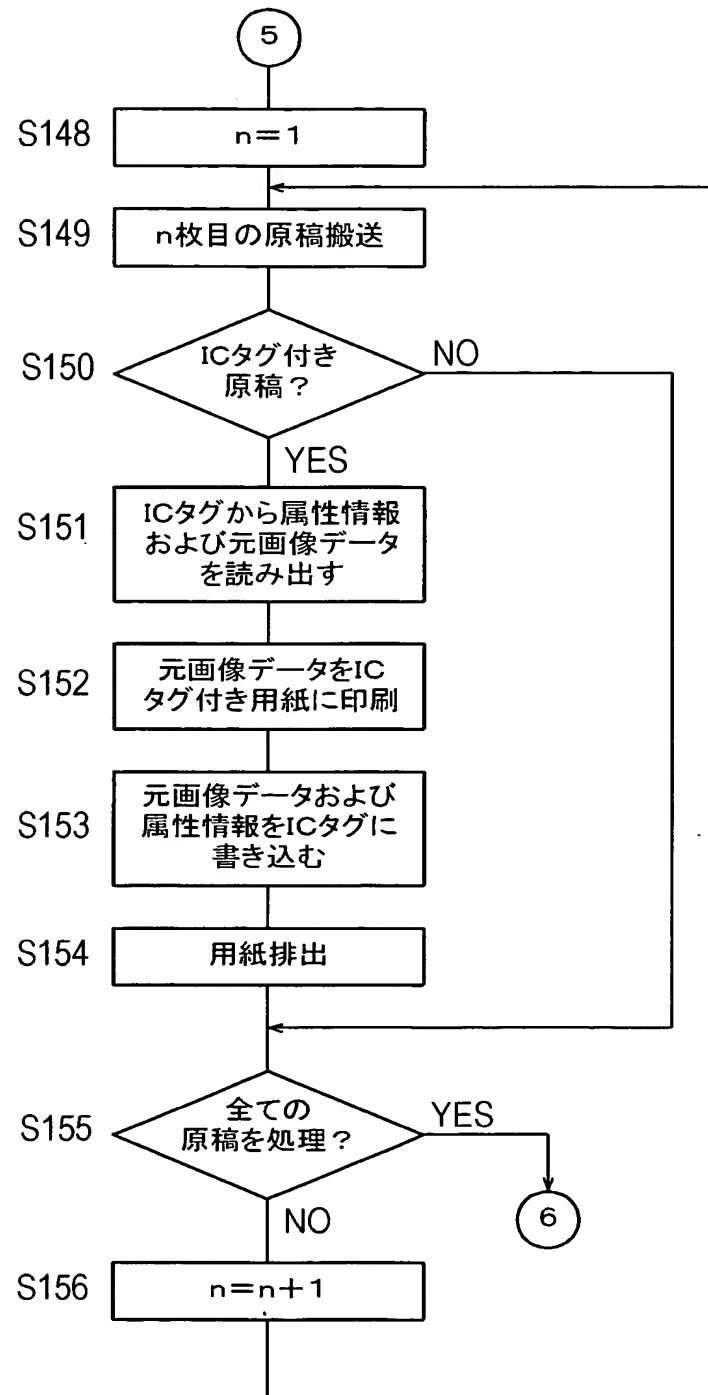 5
S148
n=1
S149
n枚目の原稿搬送
S150
ICタグ付き
原稿?
NO
YES
S151
ICタグから属性情報
および元画像データ
を読み出す
S152
元画像データをIC
タグ付き用紙に印刷
S153
元画像データおよび
属性情報をICタグに
書き込む
S154
用紙排出
S155
全ての
原稿を処理?
YES
6
NO
S156
n=n+1